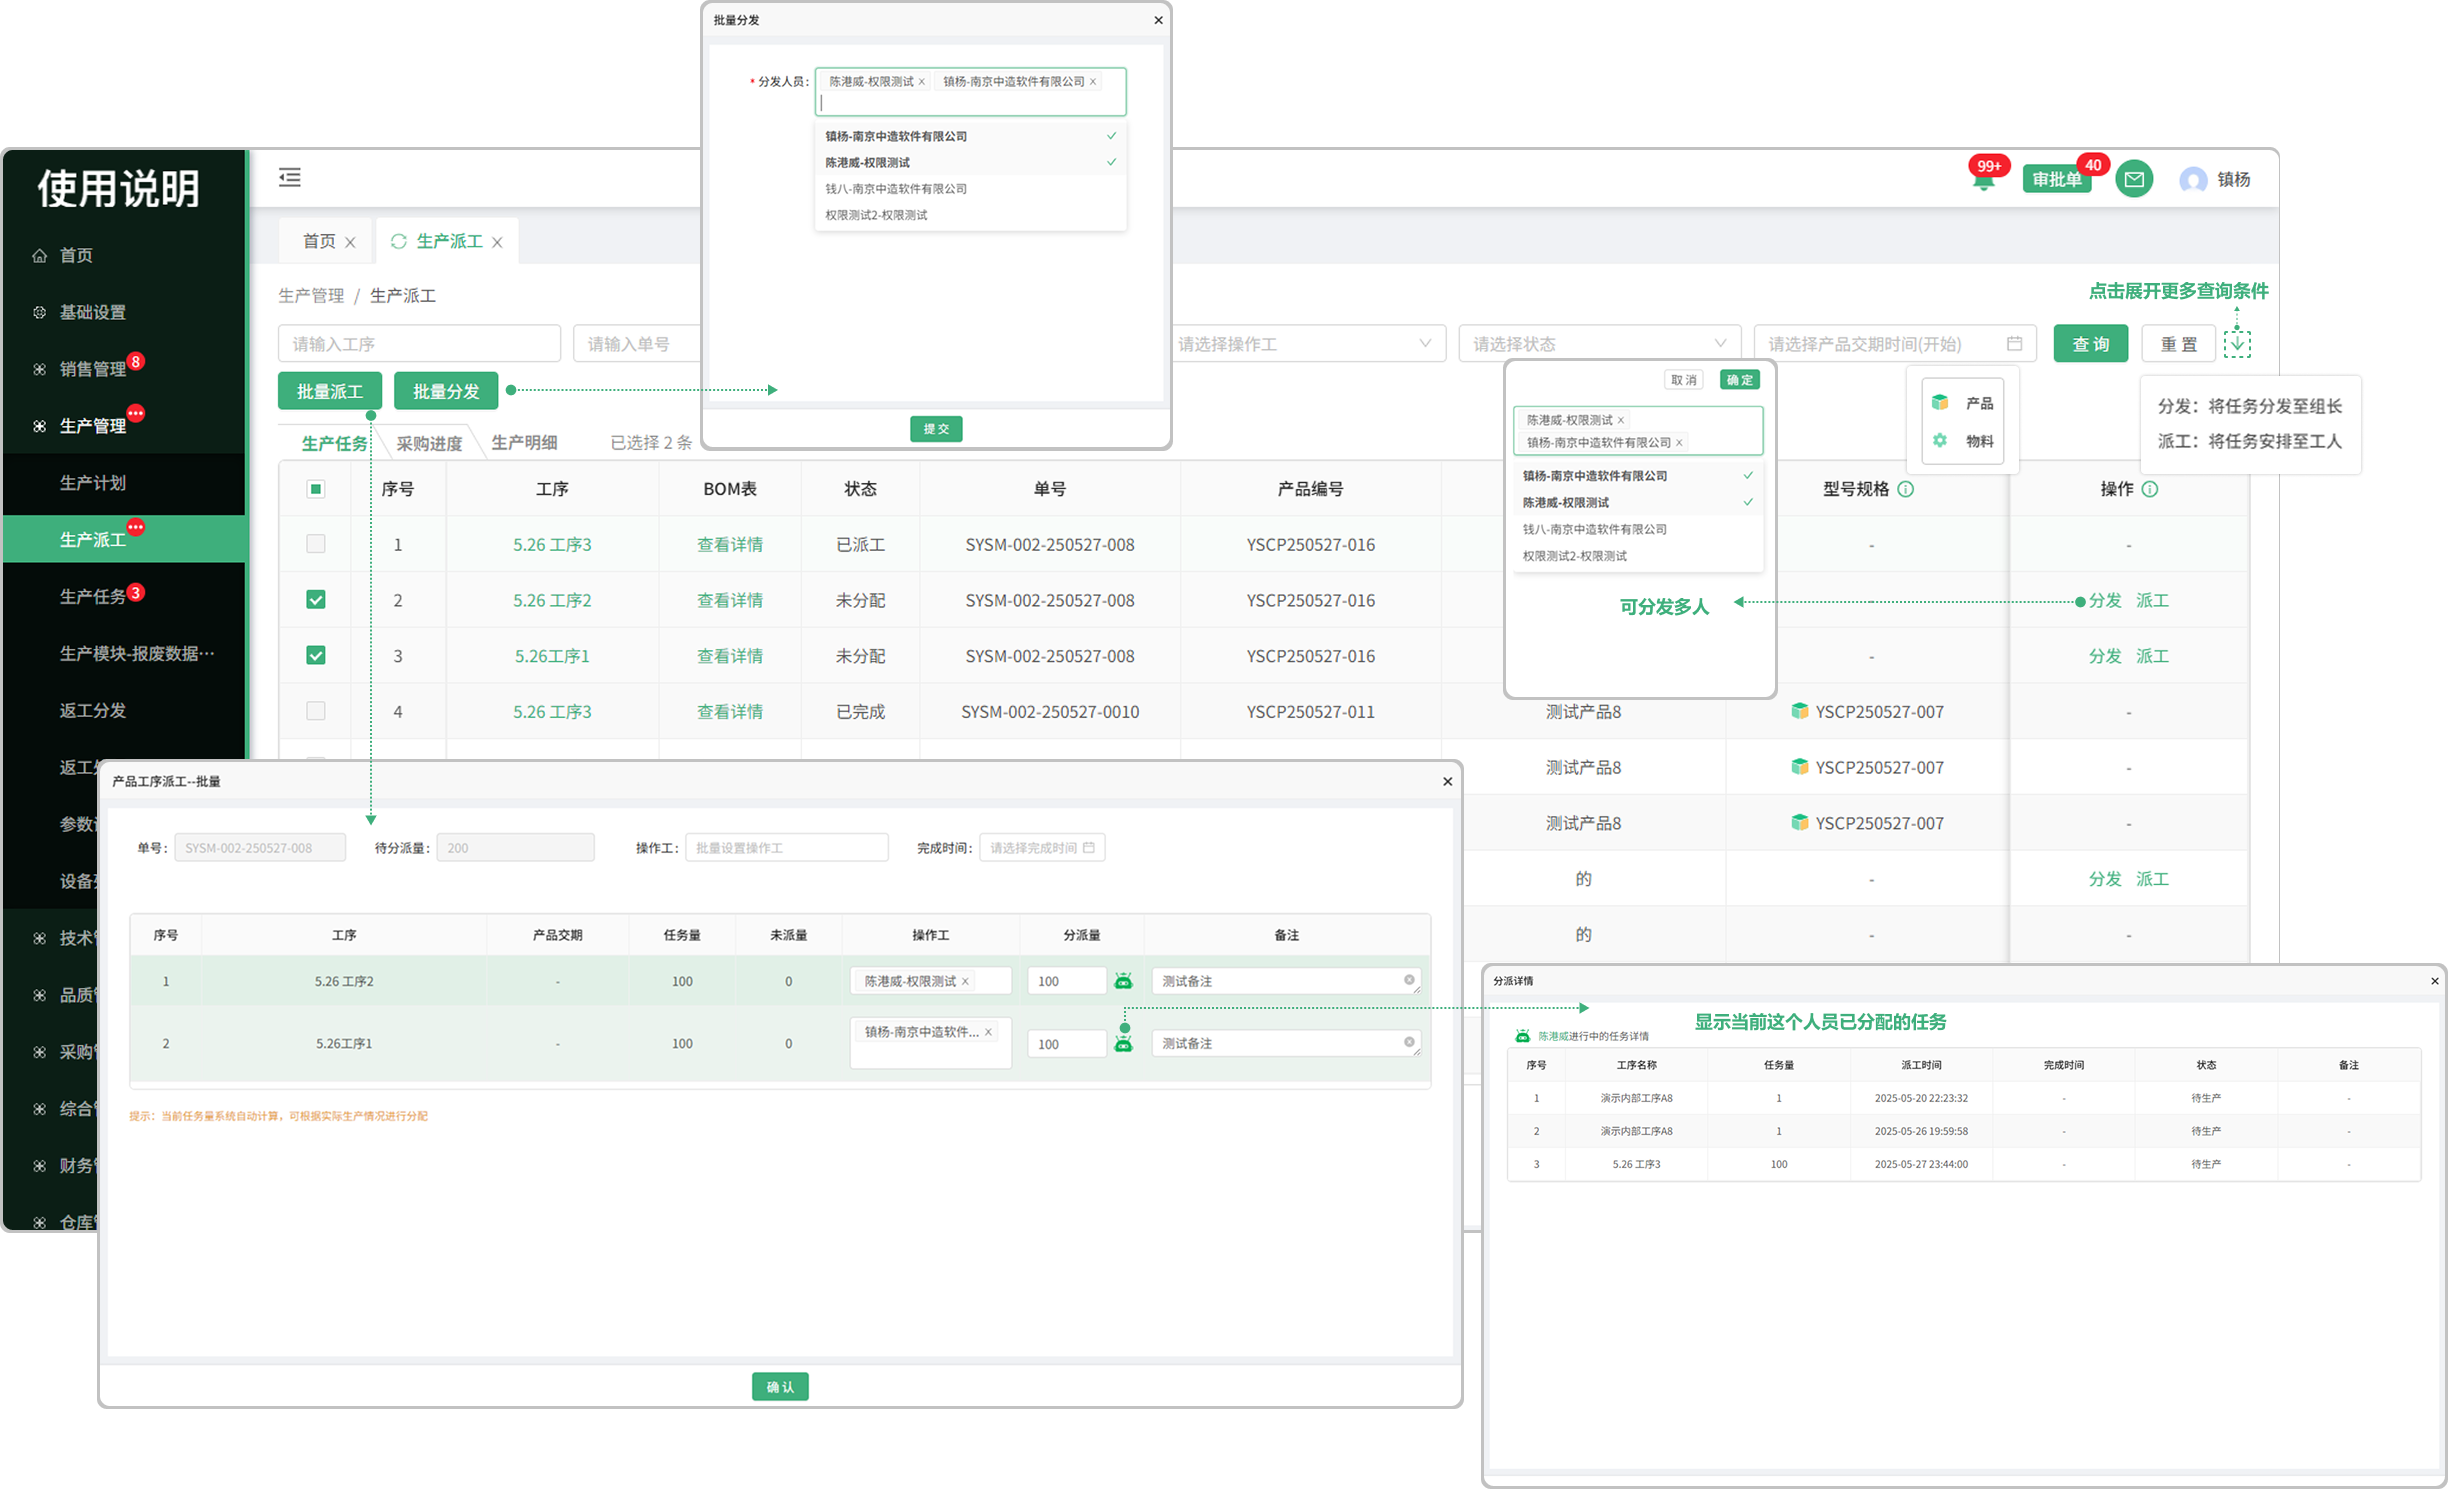 批量分发
* 分发人员：
陈港威-权限测试 ×
镇杨-南京中造软件有限公司 ×
镇杨-南京中造软件有限公司
陈港威-权限测试
钱八-南京中造软件有限公司
权限测试2-权限测试
提 交
使用说明
首页
基础设置
销售管理 8
生产管理
生产计划
生产派工
生产任务 3
生产模块-报废数据···
返工分发
返工
参数
设备
技术
品质
采购
综合
财务
仓库
99+
审批单 40
镇杨
首页 ×
生产派工 ×
生产管理 / 生产派工
点击展开更多查询条件
请输入工序
请输入单号
请选择操作工
请选择状态
请选择产品交期时间(开始)
查 询
重 置
批量派工
批量分发
生产任务
采购进度
生产明细
已选择 2 条
产品
物料
分发：将任务分发至组长
派工：将任务安排至工人
序号 工序 BOM表 状态 单号 产品编号 型号规格 操作
1 5.26 工序3 查看详情 已派工 SYSM-002-250527-008 YSCP250527-016 - -
2 5.26 工序2 查看详情 未分配 SYSM-002-250527-008 YSCP250527-016 - 分发 派工
3 5.26工序1 查看详情 未分配 SYSM-002-250527-008 YSCP250527-016 - 分发 派工
4 5.26 工序3 查看详情 已完成 SYSM-002-250527-0010 YSCP250527-011 测试产品8 YSCP250527-007 -
测试产品8 YSCP250527-007 -
测试产品8 YSCP250527-007 -
的 - 分发 派工
的 - -
取 消
确 定
陈港威-权限测试 ×
镇杨-南京中造软件有限公司 ×
镇杨-南京中造软件有限公司
陈港威-权限测试
钱八-南京中造软件有限公司
权限测试2-权限测试
可分发多人
产品工序派工--批量
单号： SYSM-002-250527-008
待分派量： 200
操作工： 批量设置操作工
完成时间： 请选择完成时间
序号 工序 产品交期 任务量 未派量 操作工 分派量 备注
1 5.26 工序2 - 100 0 陈港威-权限测试 × 100 测试备注
2 5.26工序1 - 100 0 镇杨-南京中造软件... × 100 测试备注
提示：当前任务量系统自动计算，可根据实际生产情况进行分配
确 认
分派详情
显示当前这个人员已分配的任务
陈港威进行中的任务详情
序号 工序名称 任务量 派工时间 完成时间 状态 备注
1 演示内部工序A8 1 2025-05-20 22:23:32 - 待生产 -
2 演示内部工序A8 1 2025-05-26 19:59:58 - 待生产 -
3 5.26 工序3 100 2025-05-27 23:44:00 - 待生产 -